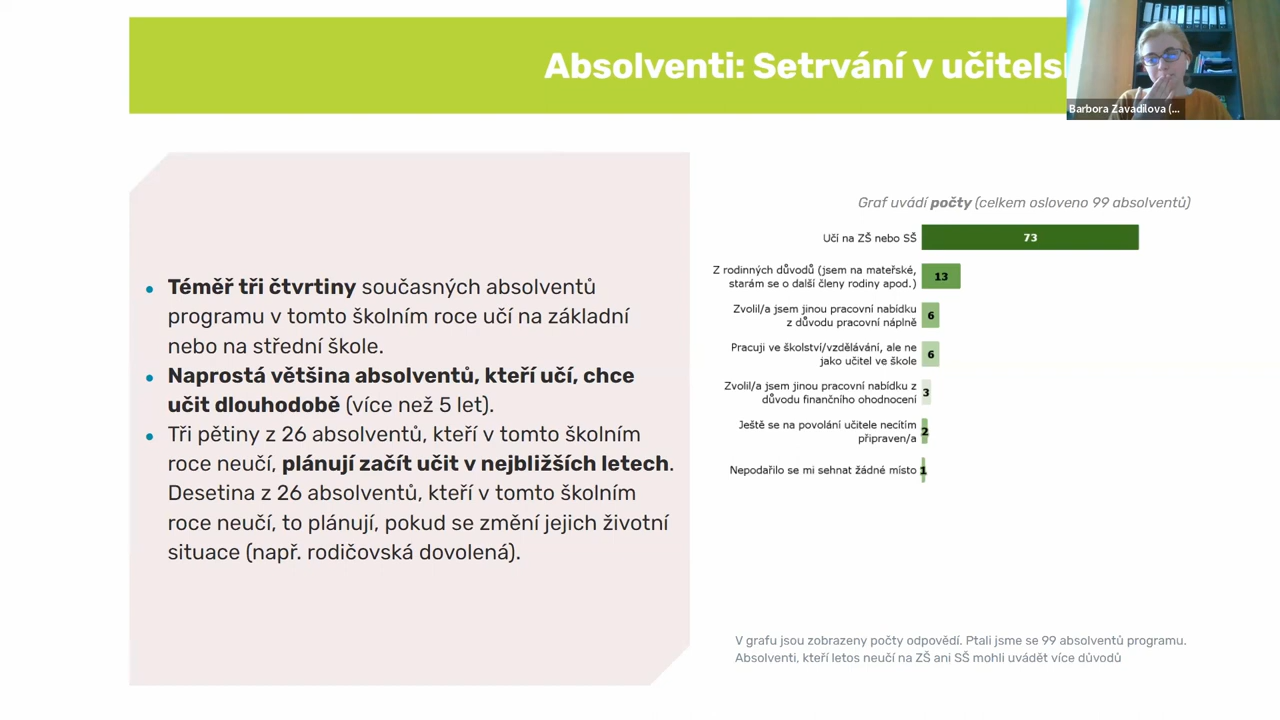 Absolventi: Setrvání v učitels
Barbora Zavadilova (...
• Téměř tři čtvrtiny současných absolventů
programu v tomto školním roce učí na základní
nebo na střední škole.
• Naprostá většina absolventů, kteří učí, chce
učit dlouhodobě (více než 5 let).
• Tři pětiny z 26 absolventů, kteří v tomto školním
roce neučí, plánují začít učit v nejbližších letech.
Desetina z 26 absolventů, kteří v tomto školním
roce neučí, to plánují, pokud se změní jejich životní
situace (např. rodičovská dovolená).
Graf uvádí počty (celkem osloveno 99 absolventů)
Učí na ZŠ nebo SŠ 73
Z rodinných důvodů (jsem na mateřské,
starám se o další členy rodiny apod.) 13
Zvolil/a jsem jinou pracovní nabídku
z důvodu pracovní náplně 6
Pracuji ve školství/vzdělávání, ale ne
jako učitel ve škole 6
Zvolil/a jsem jinou pracovní nabídku z
důvodu finančního ohodnocení 3
Ještě se na povolání učitele necítím
připraven/a 2
Nepodařilo se mi sehnat žádné místo 1
V grafu jsou zobrazeny počty odpovědí. Ptali jsme se 99 absolventů programu.
Absolventi, kteří letos neučí na ZŠ ani SŠ mohli uvádět více důvodů